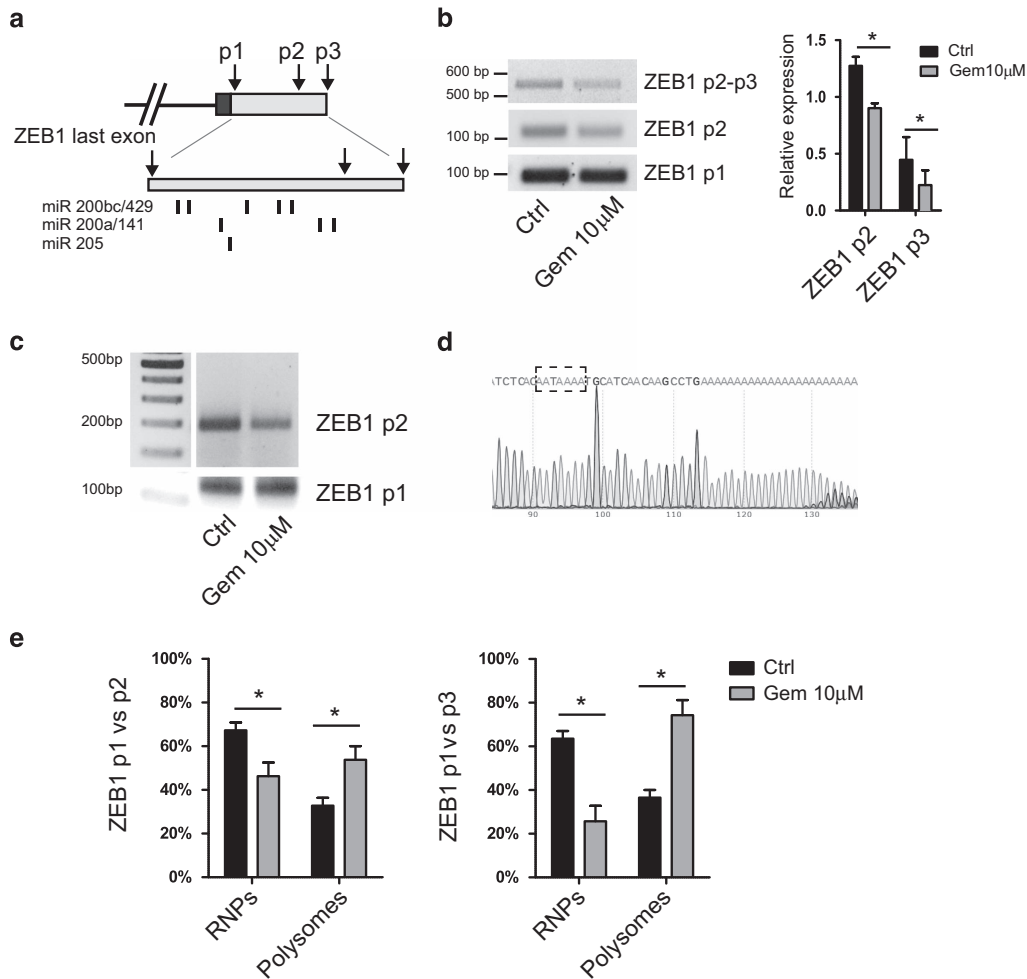 a
p1 p2 p3
ZEB1 last exon
miR 200bc/429
miR 200a/141
miR 205
b
600 bp
500 bp
ZEB1 p2-p3
100 bp
ZEB1 p2
100 bp
ZEB1 p1
Ctrl
Gem 10µM
Relative expression
1.5
1.0
0.5
0.0
*
*
Ctrl
Gem10µM
ZEB1 p2
ZEB1 p3
c
500bp
200bp
100bp
ZEB1 p2
ZEB1 p1
Ctrl
Gem 10µM
d
TCTCACAATAAAATGCATCAACAAGCCTGAAAAAAAAAAAAAAAAAAAAAAA
90 100 110 120 130
e
ZEB1 p1 vs p2
100%
80%
60%
40%
20%
0%
*
*
RNPs
Polysomes
ZEB1 p1vs p3
100%
80%
60%
40%
20%
0%
*
*
RNPs
Polysomes
Ctrl
Gem 10µM